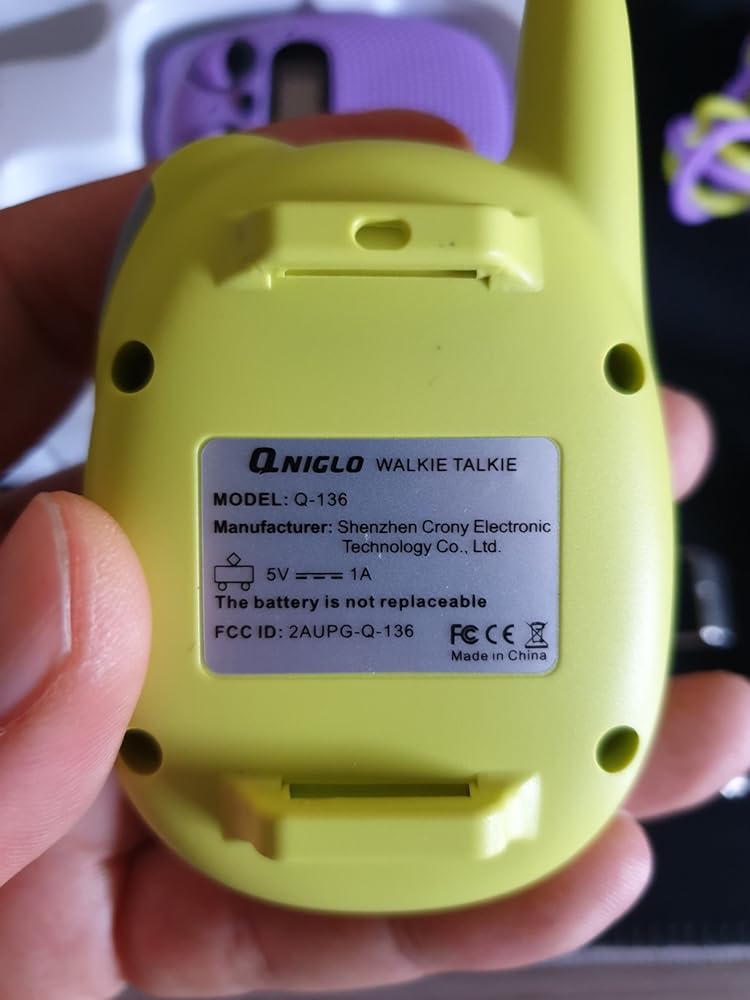 QNIGLO WALKIE TALKIE
MODEL: Q-136
Manufacturer: Shenzhen Crony Electronic
Technology Co., Ltd.
5V 1A
The battery is not replaceable
FCC ID: 2AUPG-Q-136 FC CE
Made in China